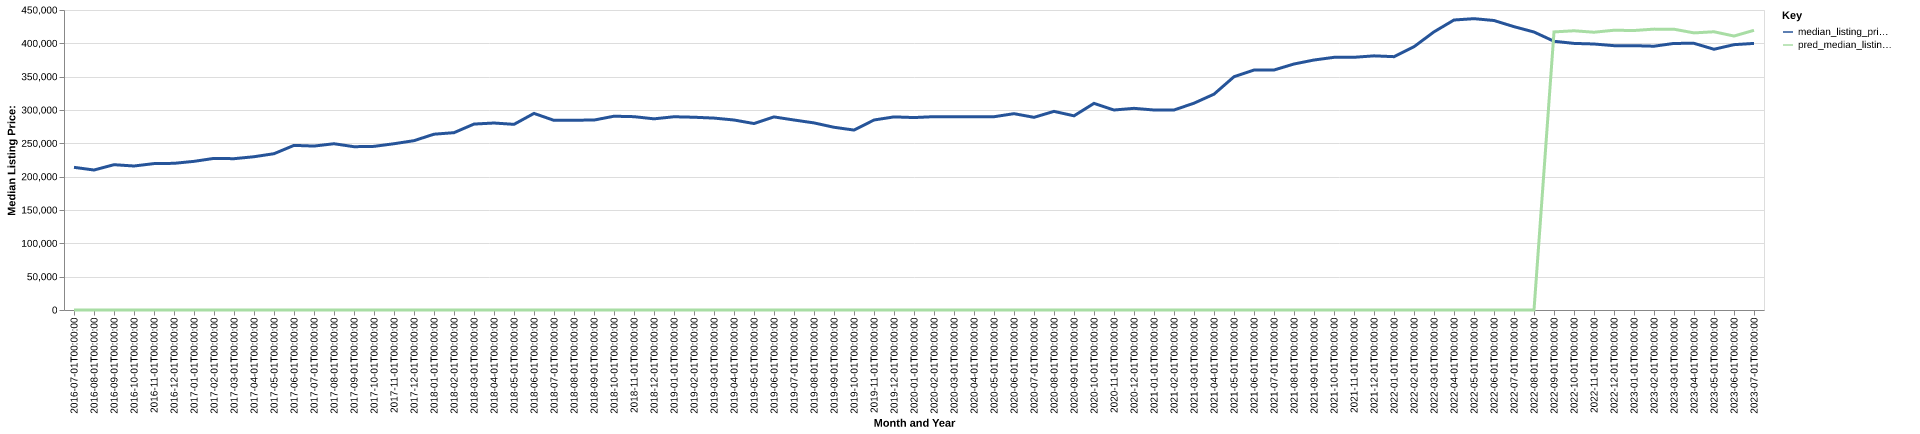 450,000
400,000
350,000
300,000
250,000
200,000
150,000
100,000
50,000
0
Median Listing Price:
2016-07-01T00:00:00
2016-08-01T00:00:00
2016-09-01T00:00:00
2016-10-01T00:00:00
2016-11-01T00:00:00
2016-12-01T00:00:00
2017-01-01T00:00:00
2017-02-01T00:00:00
2017-03-01T00:00:00
2017-04-01T00:00:00
2017-05-01T00:00:00
2017-06-01T00:00:00
2017-07-01T00:00:00
2017-08-01T00:00:00
2017-09-01T00:00:00
2017-10-01T00:00:00
2017-11-01T00:00:00
2017-12-01T00:00:00
2018-01-01T00:00:00
2018-02-01T00:00:00
2018-03-01T00:00:00
2018-04-01T00:00:00
2018-05-01T00:00:00
2018-06-01T00:00:00
2018-07-01T00:00:00
2018-08-01T00:00:00
2018-09-01T00:00:00
2018-10-01T00:00:00
2018-11-01T00:00:00
2018-12-01T00:00:00
2019-01-01T00:00:00
2019-02-01T00:00:00
2019-03-01T00:00:00
2019-04-01T00:00:00
2019-05-01T00:00:00
2019-06-01T00:00:00
2019-07-01T00:00:00
2019-08-01T00:00:00
2019-09-01T00:00:00
2019-10-01T00:00:00
2019-11-01T00:00:00
2019-12-01T00:00:00
2020-01-01T00:00:00
2020-02-01T00:00:00
2020-03-01T00:00:00
2020-04-01T00:00:00
2020-05-01T00:00:00
2020-06-01T00:00:00
2020-07-01T00:00:00
2020-08-01T00:00:00
2020-09-01T00:00:00
2020-10-01T00:00:00
2020-11-01T00:00:00
2020-12-01T00:00:00
2021-01-01T00:00:00
2021-02-01T00:00:00
2021-03-01T00:00:00
2021-04-01T00:00:00
2021-05-01T00:00:00
2021-06-01T00:00:00
2021-07-01T00:00:00
2021-08-01T00:00:00
2021-09-01T00:00:00
2021-10-01T00:00:00
2021-11-01T00:00:00
2021-12-01T00:00:00
2022-01-01T00:00:00
2022-02-01T00:00:00
2022-03-01T00:00:00
2022-04-01T00:00:00
2022-05-01T00:00:00
2022-06-01T00:00:00
2022-07-01T00:00:00
2022-08-01T00:00:00
2022-09-01T00:00:00
2022-10-01T00:00:00
2022-11-01T00:00:00
2022-12-01T00:00:00
2023-01-01T00:00:00
2023-02-01T00:00:00
2023-03-01T00:00:00
2023-04-01T00:00:00
2023-05-01T00:00:00
2023-06-01T00:00:00
2023-07-01T00:00:00
Month and Year
Key
median_listing_pri…
pred_median_listin…